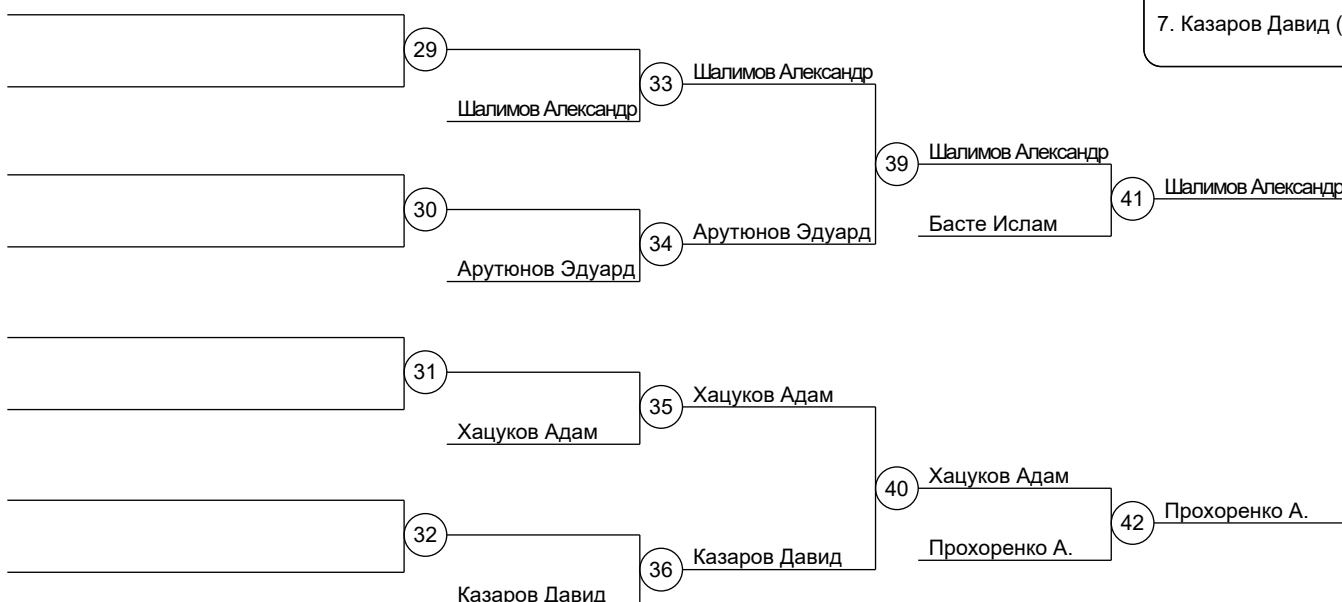 7. Казаров Давид (
29
33
Шалимов Александр
Шалимов Александр
39
Шалимов Александр
41
Шалимов Александр
30
34
Арутюнов Эдуард
Басте Ислам
Арутюнов Эдуард
31
35
Хацуков Адам
Хацуков Адам
40
Хацуков Адам
42
Прохоренко А.
32
36
Казаров Давид
Прохоренко А.
Казаров Давид